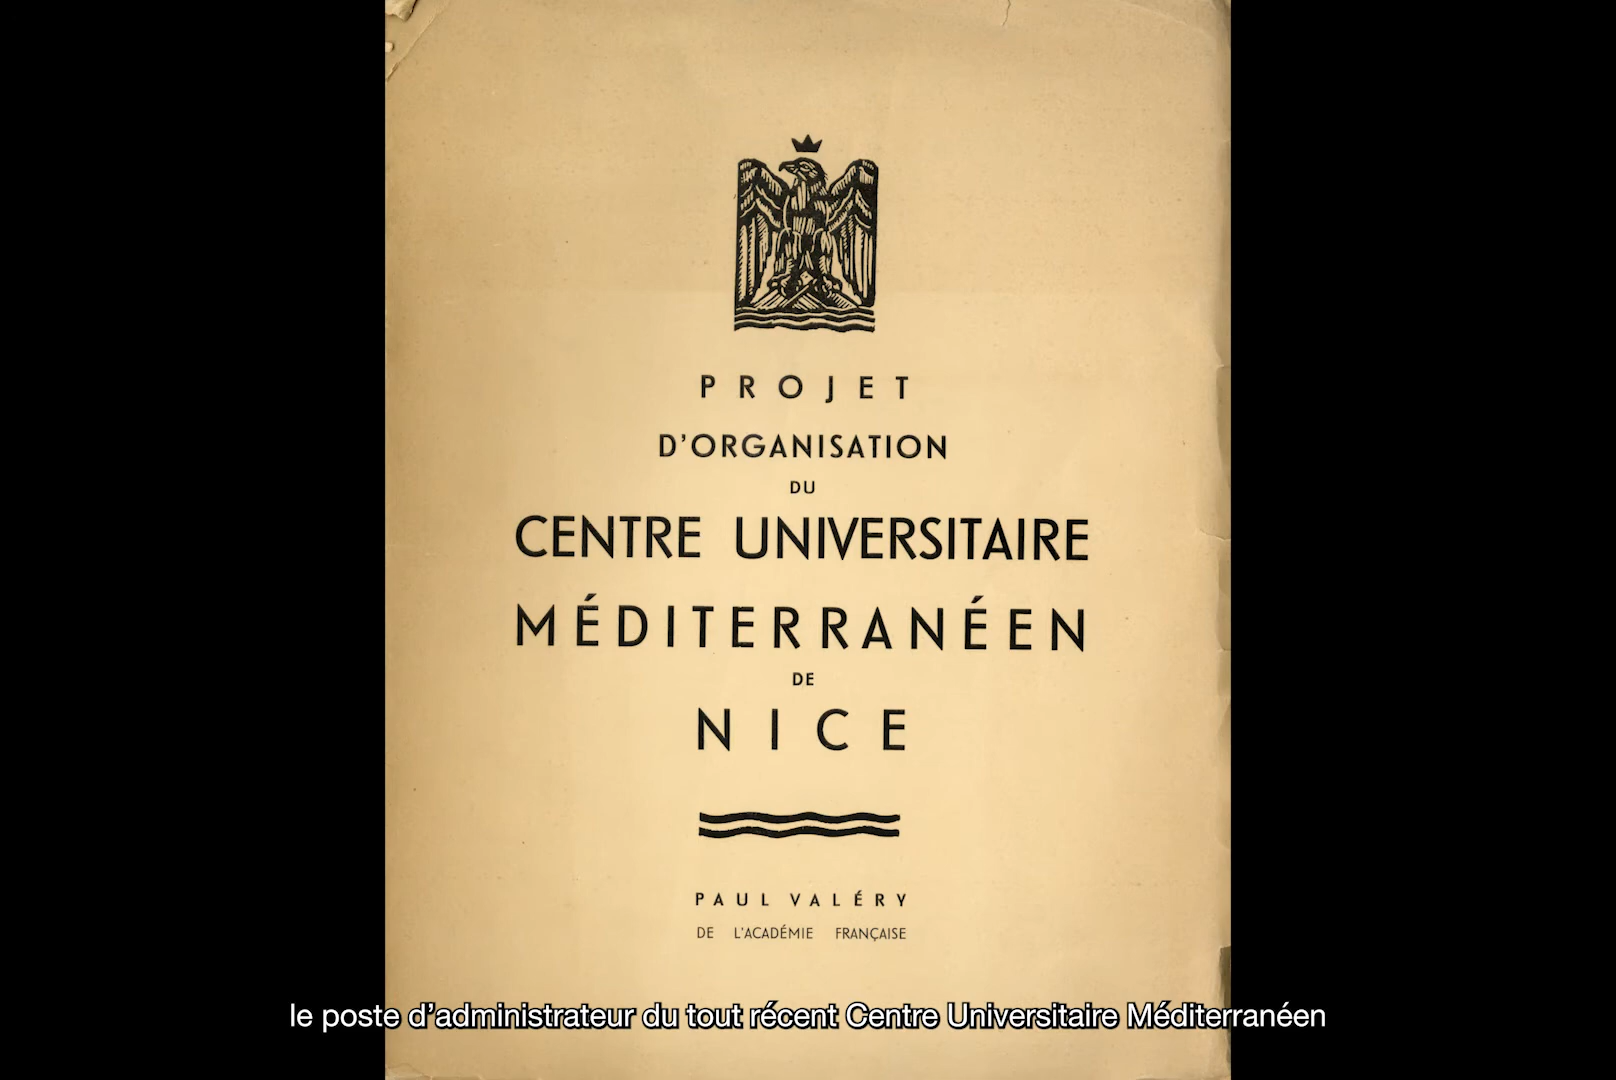 PROJET
D'ORGANISATION
DU
CENTRE UNIVERSITAIRE
MÉDITERRANÉEN
DE
NICE
PAUL VALÉRY
DE L'ACADÉMIE FRANÇAISE
le poste d’administrateur du tout récent Centre Universitaire Méditerranéen